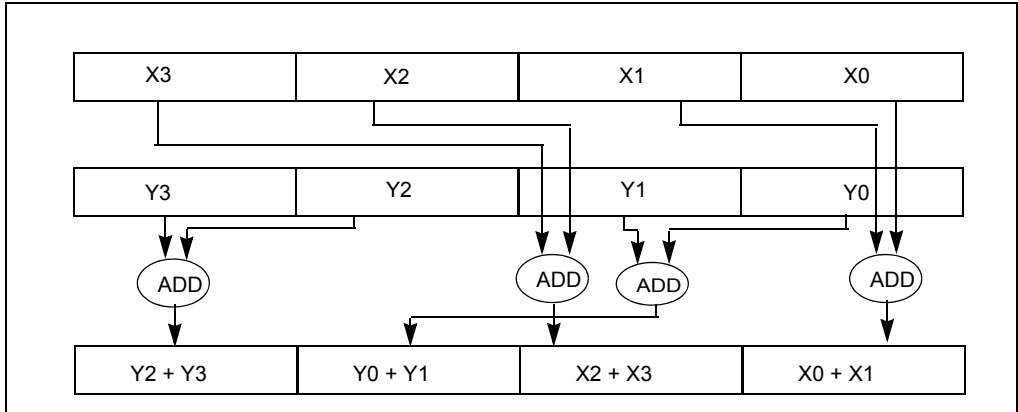 X3 X2 X1 X0
Y3 Y2 Y1 Y0
ADD ADD ADD ADD
Y2 + Y3 Y0 + Y1 X2 + X3 X0 + X1